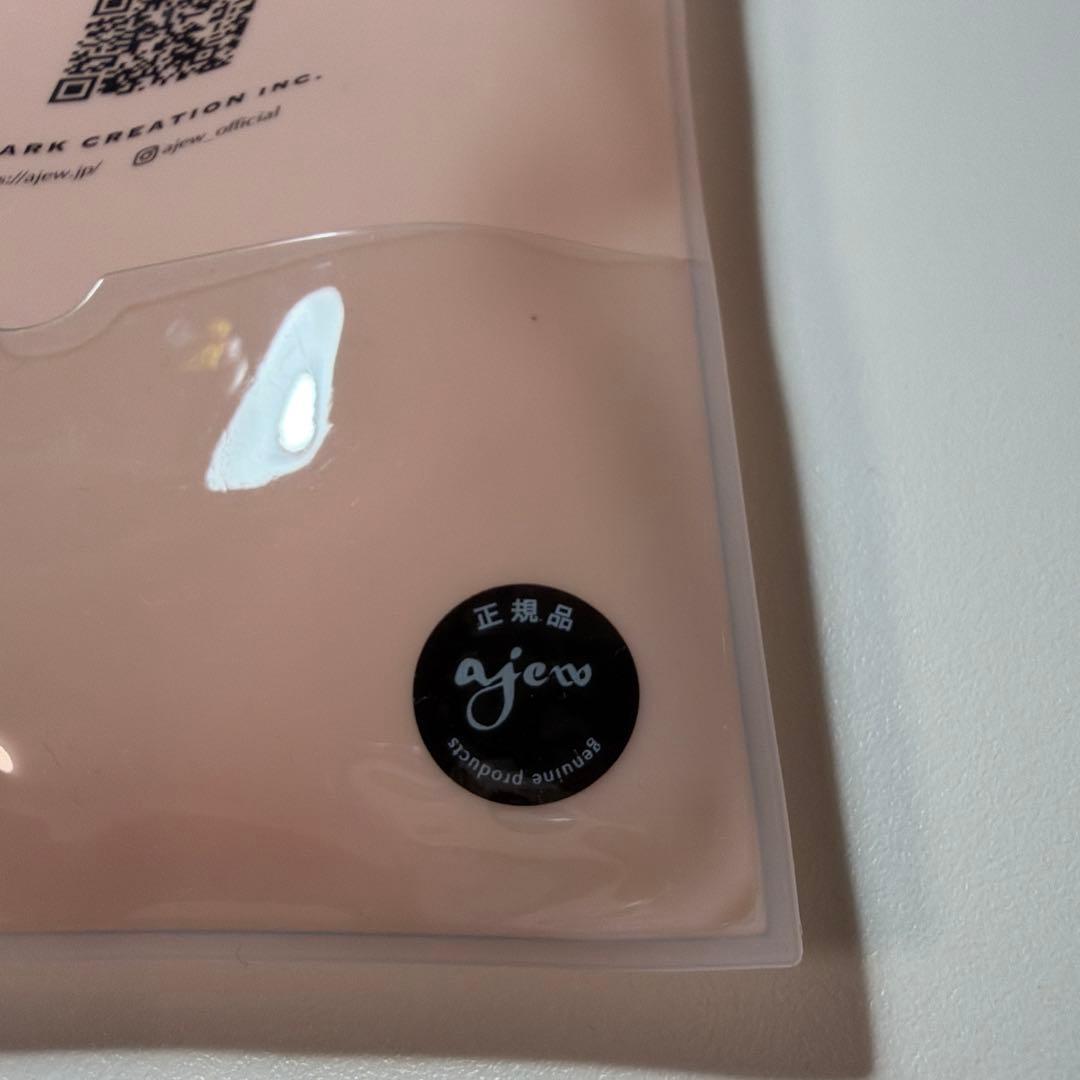 ARK CREATION INC.
s://ajew.jp/ ajew_official
正規品
ajew
genuine products